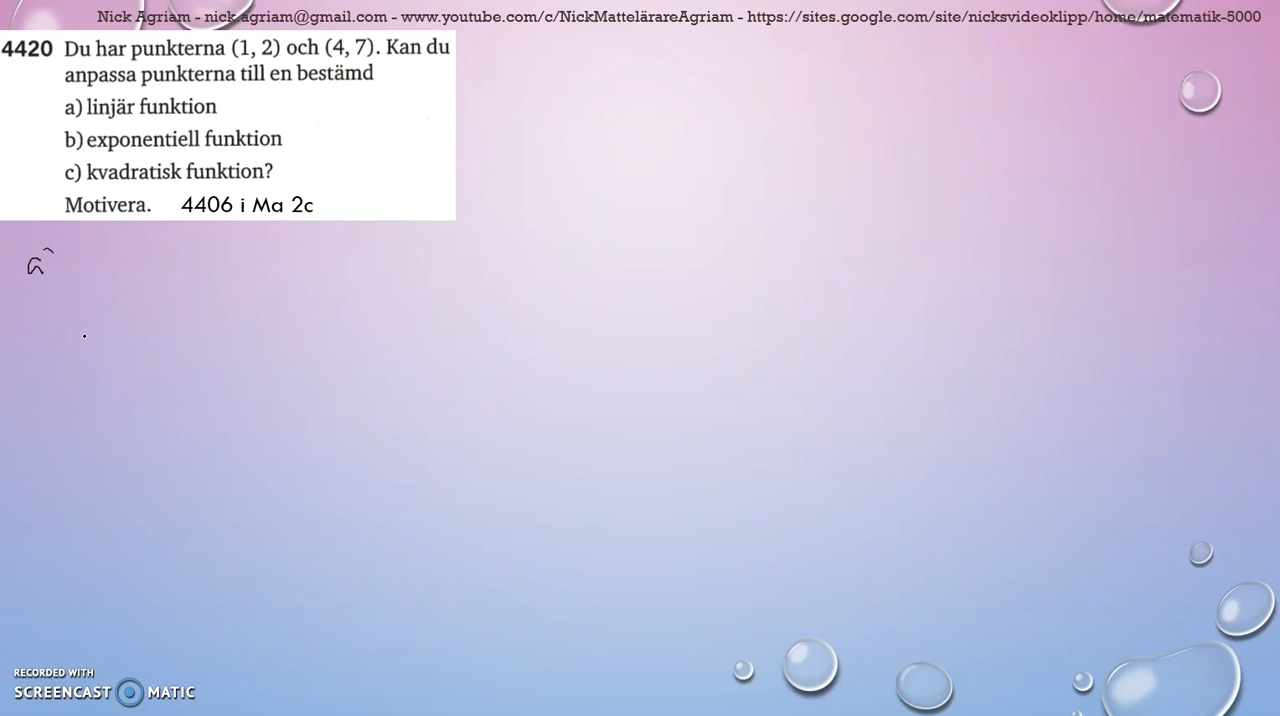 Nick Agriam - nick.agriam@gmail.com - www.youtube.com/c/NickMattelärareAgriam - https://sites.google.com/site/nicksvideoklipp/home/matematik-5000
4420 Du har punkterna (1, 2) och (4, 7). Kan du
anpassa punkterna till en bestämd
a) linjär funktion
b) exponentiell funktion
c) kvadratisk funktion?
Motivera. 4406 i Ma 2c
RECORDED WITH
SCREENCAST MATIC